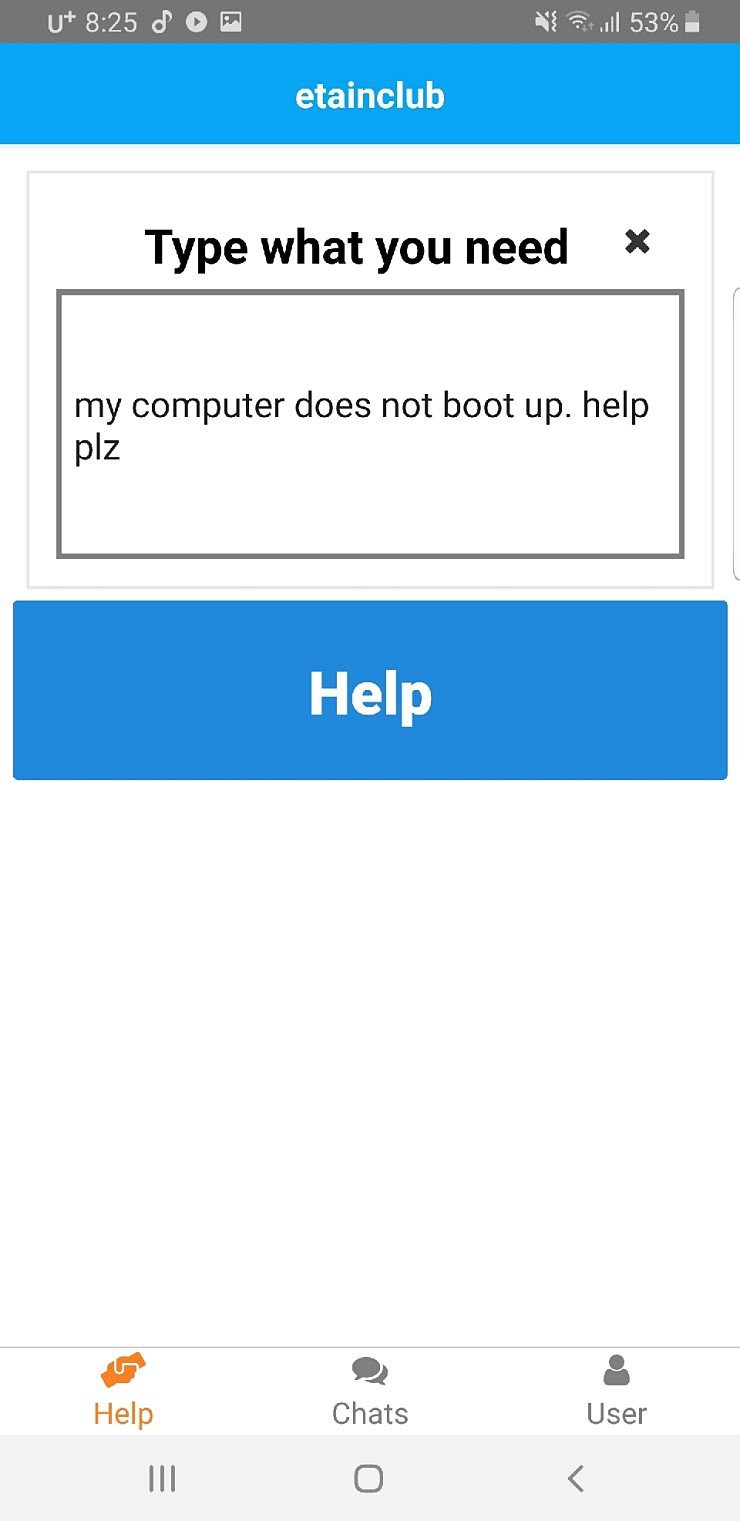 U+ 8:25 53%
etainclub
Type what you need
my computer does not boot up. help
plz
Help
Help Chats User